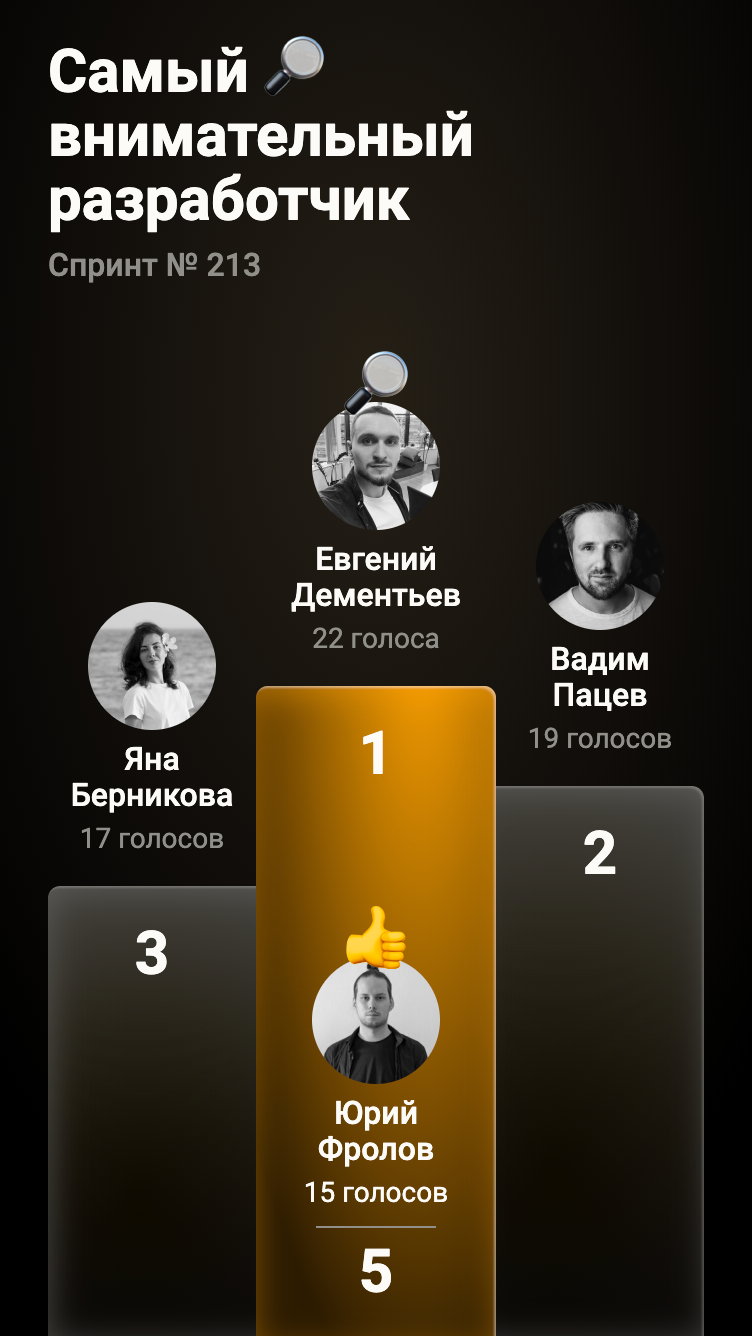 Самый 🔎
внимательный
разработчик
Спринт № 213
Евгений
Дементьев
22 голоса
Вадим
Пацев
19 голосов
Яна
Берникова
17 голосов
1
2
3
👍
Юрий
Фролов
15 голосов
5